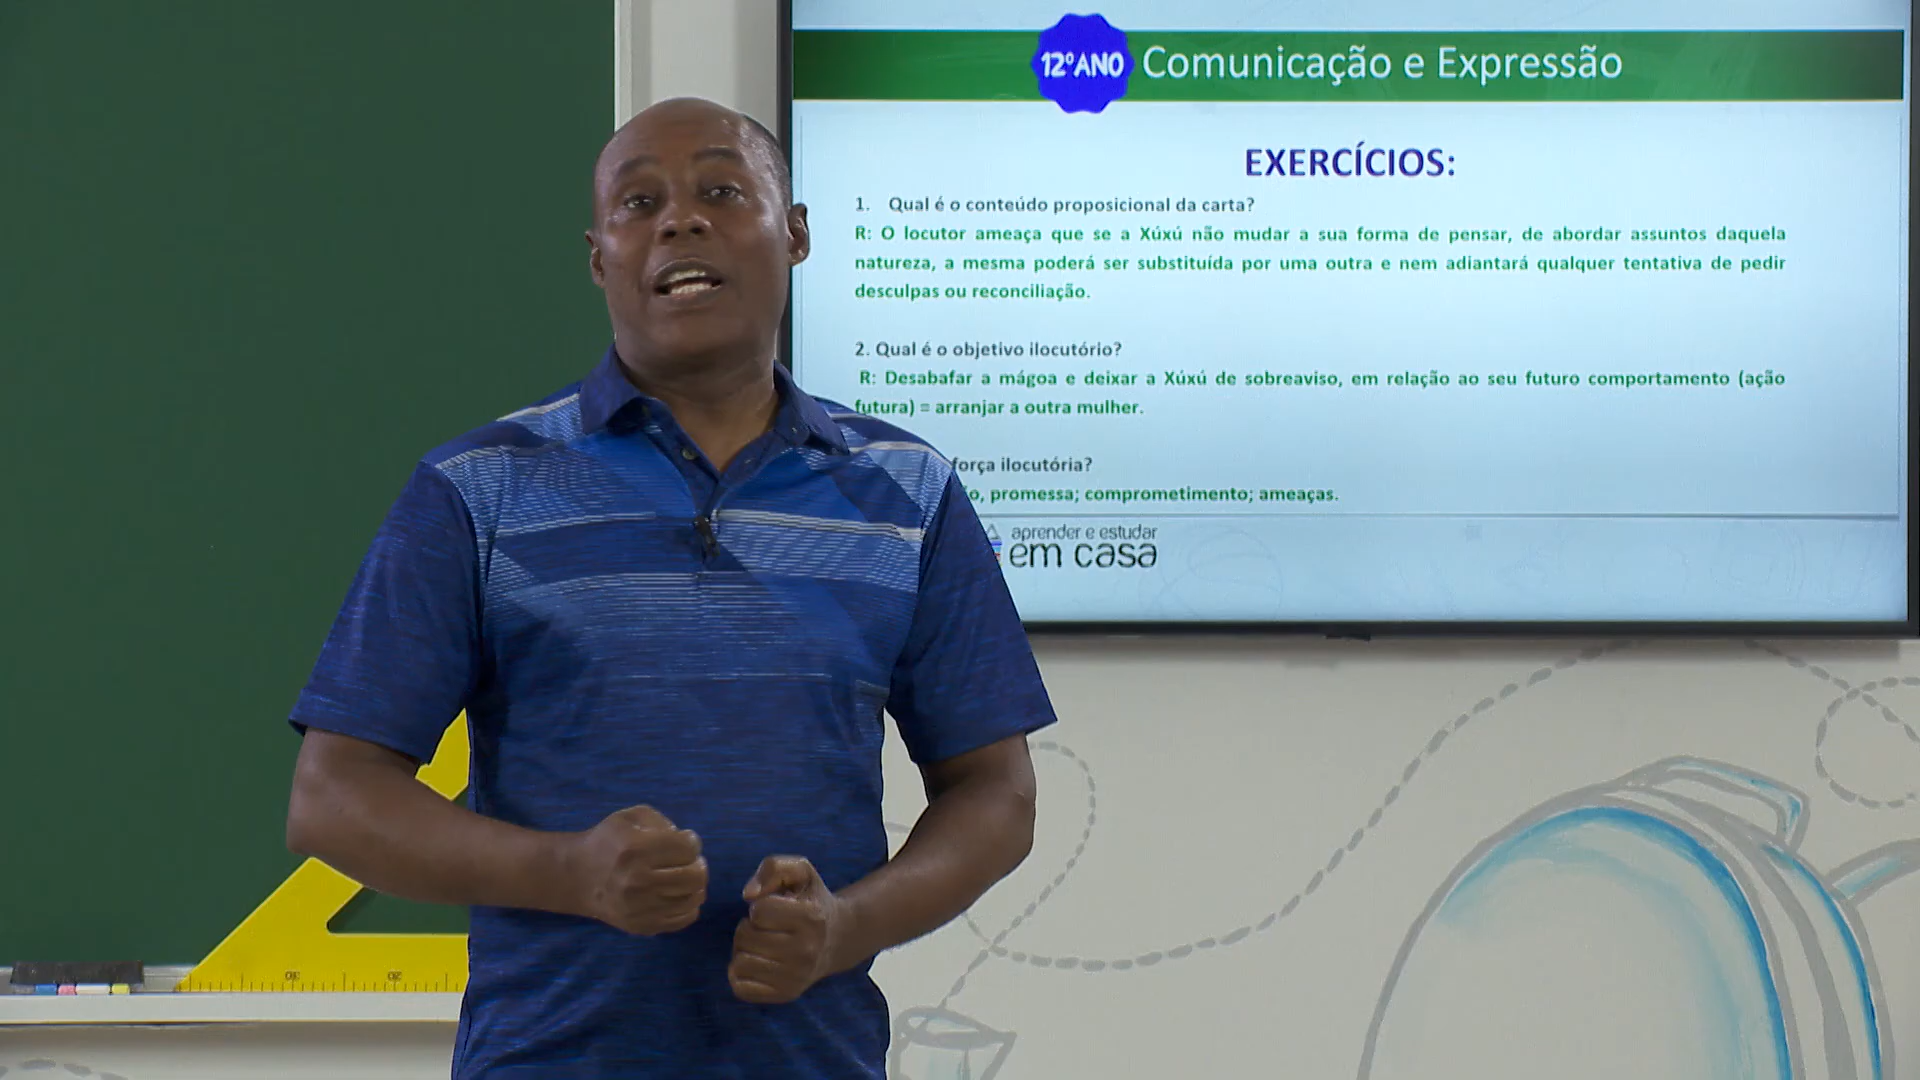 12ºANO Comunicação e Expressão
EXERCÍCIOS:
1. Qual é o conteúdo proposicional da carta?
R: O locutor ameaça que se a Xúxú não mudar a sua forma de pensar, de abordar assuntos daquela
natureza, a mesma poderá ser substituída por uma outra e nem adiantará qualquer tentativa de pedir
desculpas ou reconciliação.
2. Qual é o objetivo ilocutório?
R: Desabafar a mágoa e deixar a Xúxú de sobreaviso, em relação ao seu futuro comportamento (ação
futura) = arranjar a outra mulher.
força ilocutória?
promessa; comprometimento; ameaças.
aprender e estudar
em casa
30 20